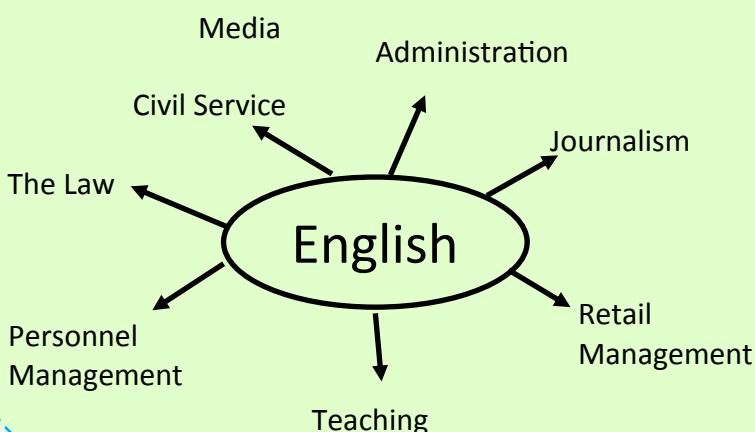 Media
Administration
Civil Service
Journalism
The Law
English
Retail
Management
Personnel
Management
Teaching